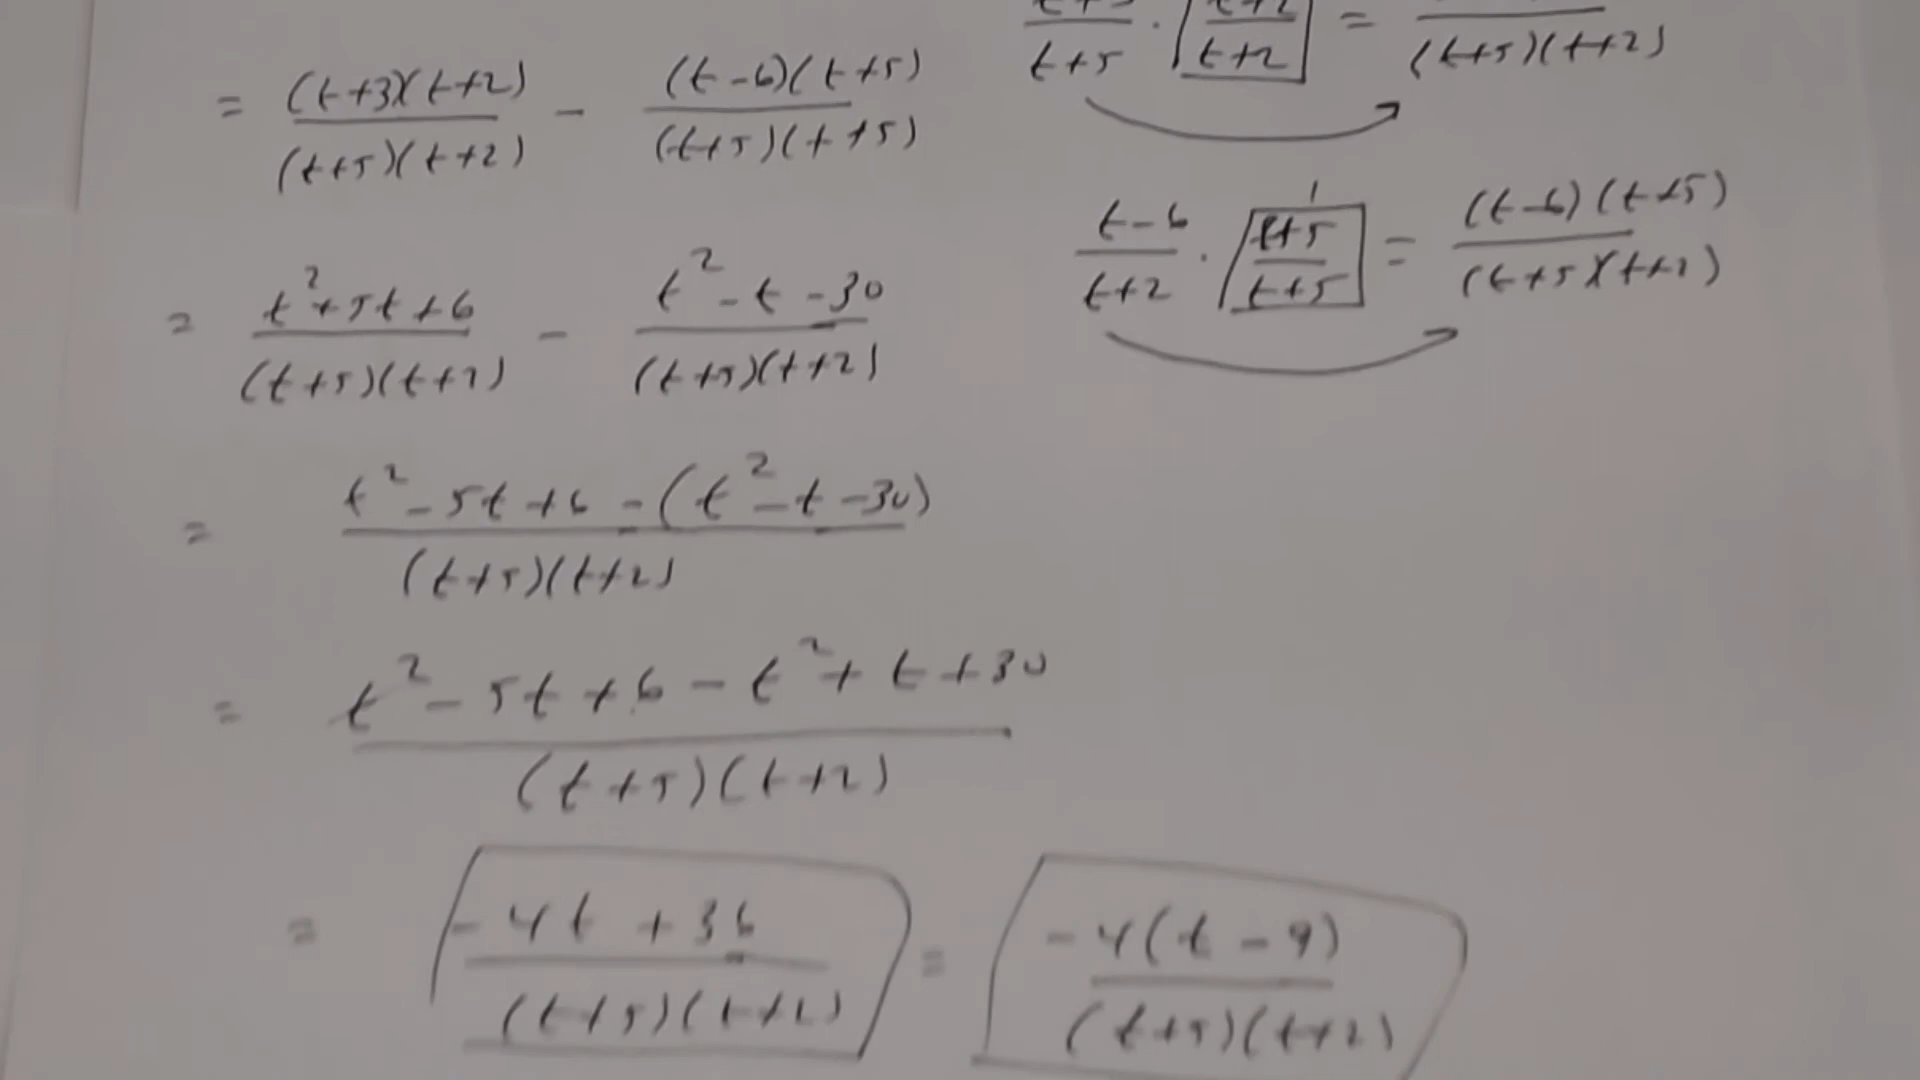 = (t+3)(t+2) / (t+5)(t+2) - (t-6)(t+5) / (t+5)(t+5)
= t²+5t+6 / (t+5)(t+2) - t²-t-30 / (t+5)(t+2)
= t²-5t+6-(t²-t-30) / (t+5)(t+2)
= t²-5t+6-t²+t+30 / (t+5)(t+2)
= -4t+36 / (t+5)(t+2) = -4(t-9) / (t+5)(t+2)
t+5 · t+2 = (t+5)(t+2)
t-6 / t+2 · t+5 / t+5 = (t-6)(t+5) / (t+5)(t+2)